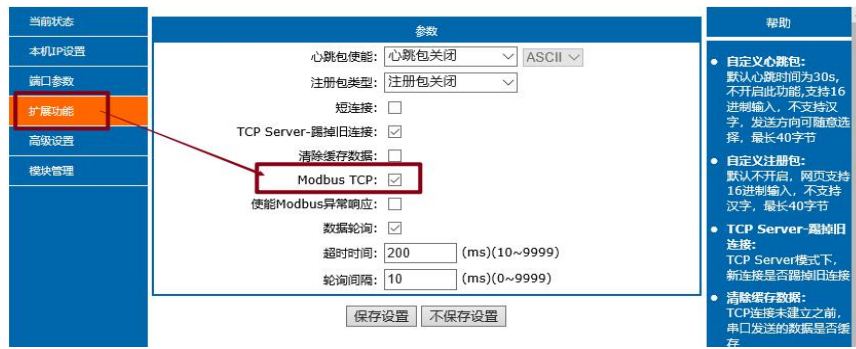 当前状态
本机IP设置
端口参数
扩展功能
高级设置
模块管理
参数
心跳包使能: 心跳包关闭 ASCII
注册包类型: 注册包关闭
短连接:
TCP Server-踢掉旧连接:
清除缓存数据:
Modbus TCP:
使能Modbus异常响应:
数据轮询:
超时时间: 200 (ms)(10~9999)
轮询间隔: 10 (ms)(0~9999)
保存设置 不保存设置
帮助
自定义心跳包:
默认心跳时间为30s,
不开启此功能,支持16
进制输入，不支持汉
字，发送方向可随意选
择，最长40字节
自定义注册包:
默认不开启，网页支持
16进制输入，不支持
汉字，最长40字节
TCP Server-踢掉旧
连接:
TCP Server模式下，
新连接是否踢掉旧连接
清除缓存数据:
TCP连接未建立之前，
串口发送的数据是否缓
存